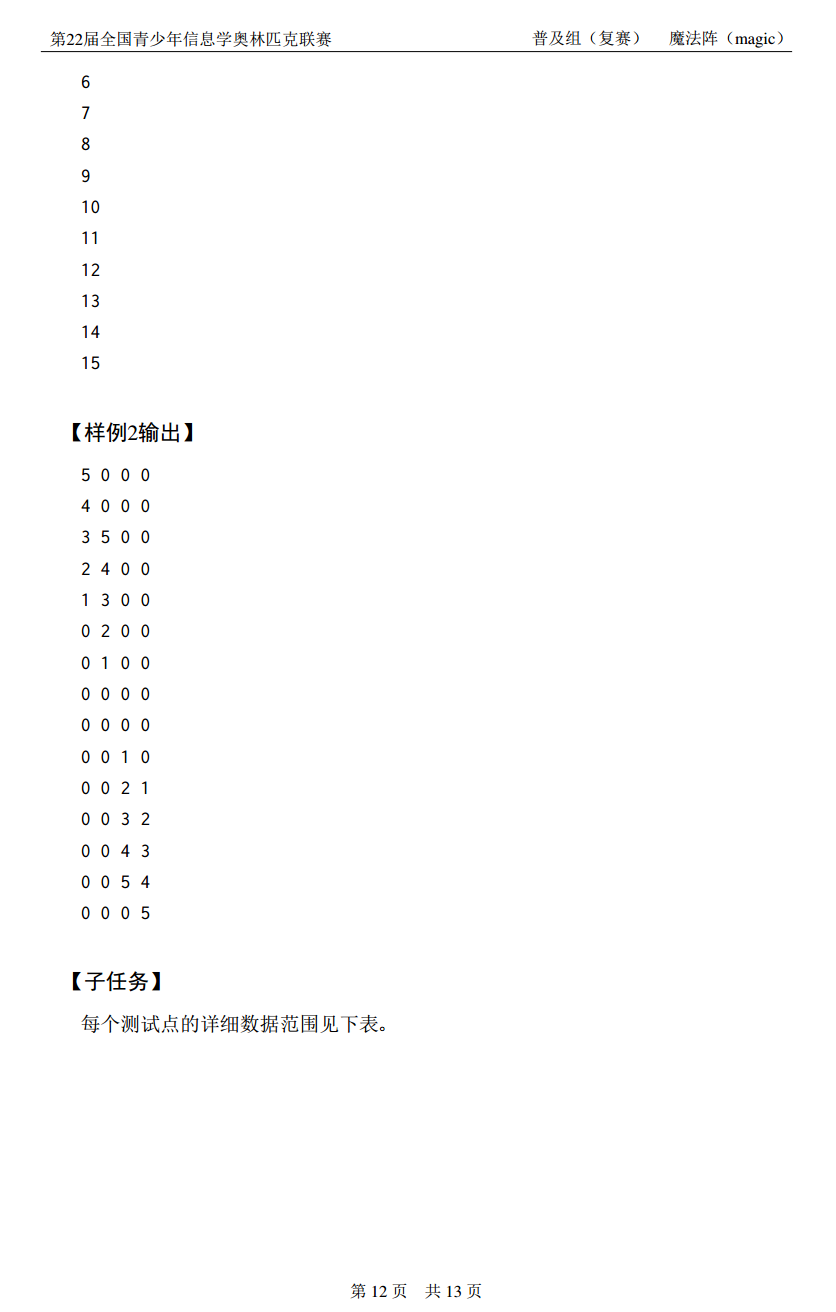 第22届全国青少年信息学奥林匹克联赛 普及组（复赛） 魔法阵（magic）
6
7
8
9
10
11
12
13
14
15
【样例2输出】
5 0 0 0
4 0 0 0
3 5 0 0
2 4 0 0
1 3 0 0
0 2 0 0
0 1 0 0
0 0 0 0
0 0 0 0
0 0 1 0
0 0 2 1
0 0 3 2
0 0 4 3
0 0 5 4
0 0 0 5
【子任务】
每个测试点的详细数据范围见下表。
第 12 页 共 13 页